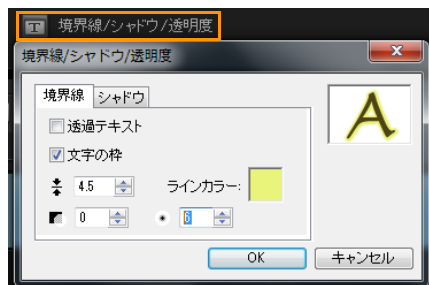 T 境界線/シャドウ/透明度
境界線/シャドウ/透明度
境界線 シャドウ
透過テキスト
文字の枠
4.5 ラインカラー:
0 6
A
OK キャンセル